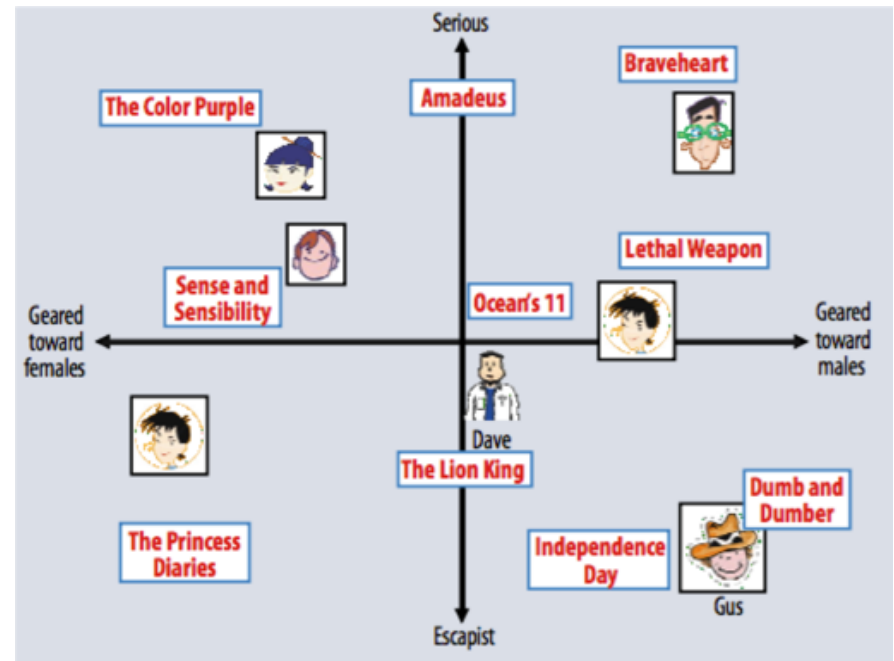 Serious
Braveheart
The Color Purple
Amadeus
Lethal Weapon
Sense and
Sensibility
Ocean's 11
Geared
toward
females
Geared
toward
males
Dave
The Lion King
Dumb and
Dumber
The Princess
Diaries
Independence
Day
Gus
Escapist